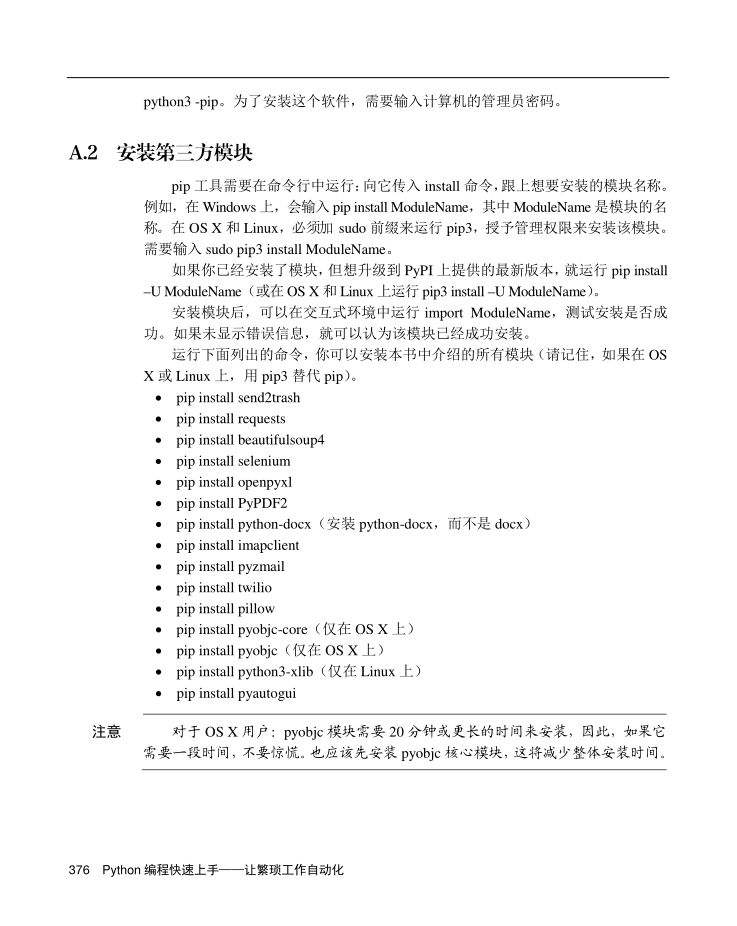 python3 -pip。为了安装这个软件，需要输入计算机的管理员密码。
A.2 安装第三方模块
pip 工具需要在命令行中运行：向它传入 install 命令，跟上想要安装的模块名称。
例如，在 Windows 上，会输入 pip install ModuleName，其中 ModuleName 是模块的名
称。在 OS X 和 Linux，必须加 sudo 前缀来运行 pip3，授予管理权限来安装该模块。
需要输入 sudo pip3 install ModuleName。
如果你已经安装了模块，但想升级到 PyPI 上提供的最新版本，就运行 pip install
–U ModuleName（或在 OS X 和 Linux 上运行 pip3 install –U ModuleName）。
安装模块后，可以在交互式环境中运行 import ModuleName，测试安装是否成
功。如果未显示错误信息，就可以认为该模块已经成功安装。
运行下面列出的命令，你可以安装本书中介绍的所有模块（请记住，如果在 OS
X 或 Linux 上，用 pip3 替代 pip）。
• pip install send2trash
• pip install requests
• pip install beautifulsoup4
• pip install selenium
• pip install openpyxl
• pip install PyPDF2
• pip install python-docx（安装 python-docx，而不是 docx）
• pip install imapclient
• pip install pyzmail
• pip install twilio
• pip install pillow
• pip install pyobjc-core（仅在 OS X 上）
• pip install pyobjc（仅在 OS X 上）
• pip install python3-xlib（仅在 Linux 上）
• pip install pyautogui
注意 对于 OS X 用户：pyobjc 模块需要 20 分钟或更长的时间来安装，因此，如果它
需要一段时间，不要惊慌。也应该先安装 pyobjc 核心模块，这将减少整体安装时间。
376 Python 编程快速上手——让繁琐工作自动化